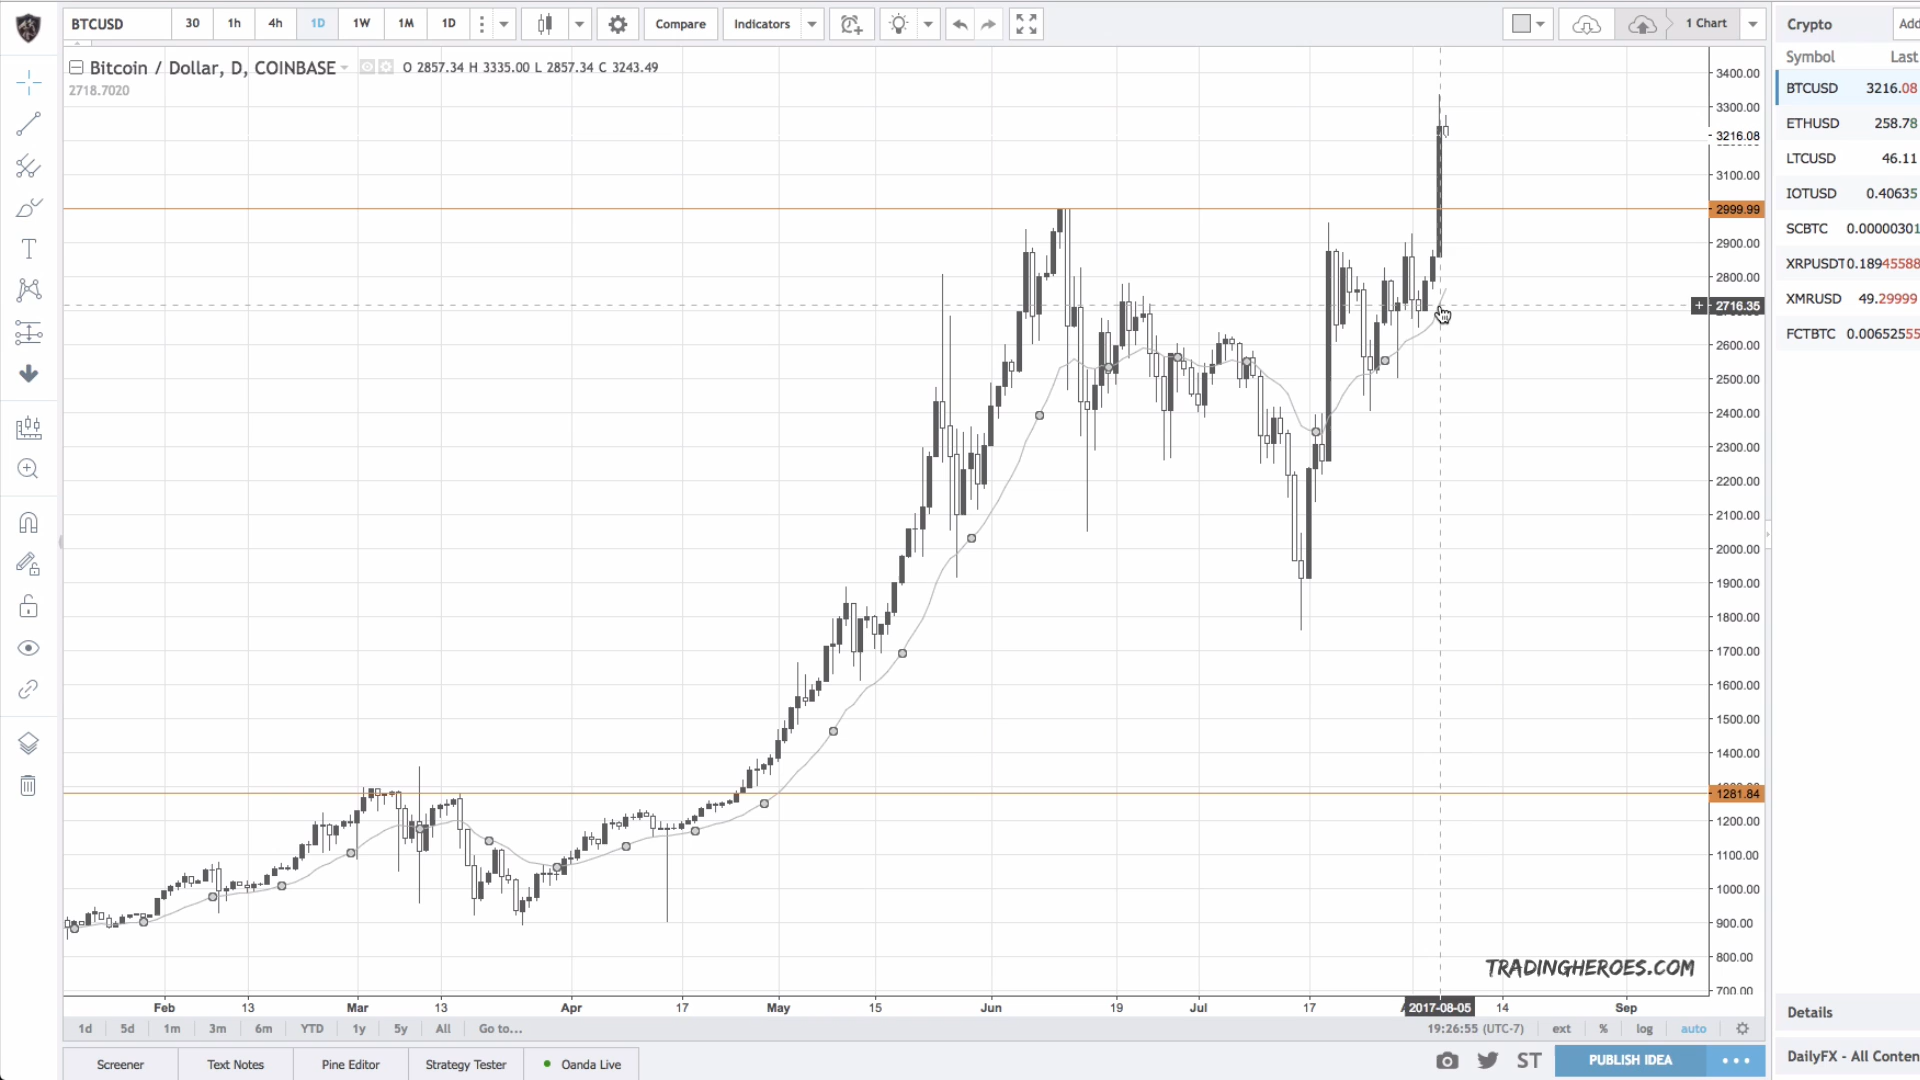 BTCUSD 30 1h 4h 1D 1W 1M 1D Compare Indicators 1 Chart
Bitcoin / Dollar, D, COINBASE O 2857.34 H 3335.00 L 2857.34 C 3243.49
2718.7020
3400.00
3300.00
3216.08
3100.00
2999.99
2900.00
2800.00
2716.35
2600.00
2500.00
2400.00
2300.00
2200.00
2100.00
2000.00
1900.00
1800.00
1700.00
1600.00
1500.00
1400.00
1281.84
1200.00
1100.00
1000.00
900.00
800.00
700.00
TRADINGHEROES.COM
Feb 13 Mar 13 Apr 17 May 15 Jun 19 Jul 17 2017-08-05 14 Sep
1d 5d 1m 3m 6m YTD 1y 5y All Go to... 19:26:55 (UTC-7) ext % log auto
Screener Text Notes Pine Editor Strategy Tester Oanda Live ST PUBLISH IDEA
Crypto Add
Symbol Last
BTCUSD 3216.08
ETHUSD 258.78
LTCUSD 46.11
IOTUSD 0.40635
SCBTC 0.00000301
XRPUSDT 0.18945588
XMRUSD 49.29999
FCTBTC 0.00652555
Details
DailyFX - All Conten